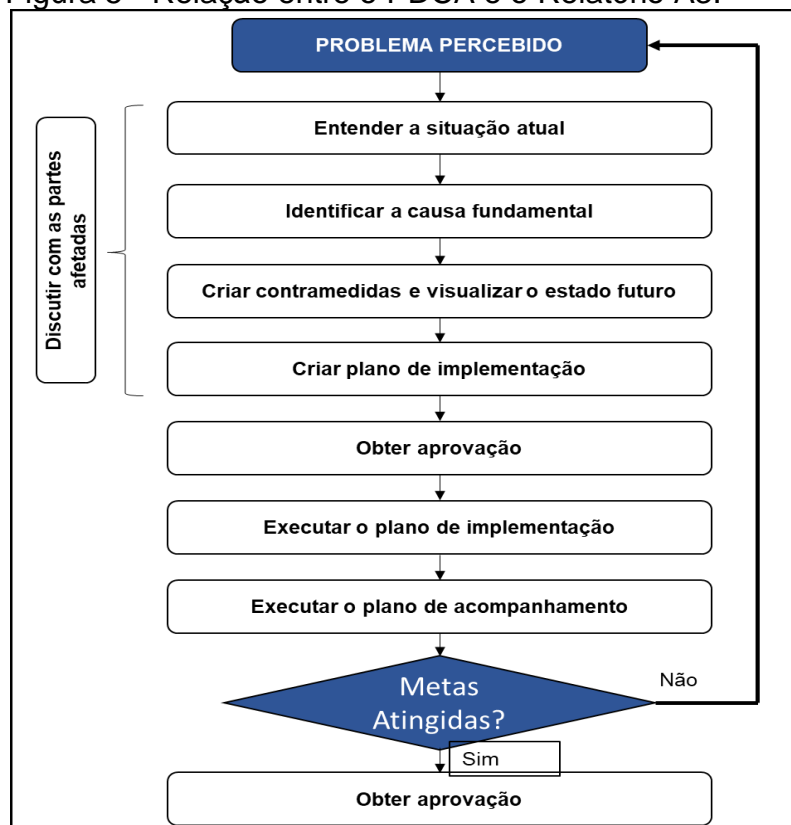 PROBLEMA PERCEBIDO
Entender a situação atual
Discutir com as partes
afetadas
Identificar a causa fundamental
Criar contramedidas e visualizar o estado futuro
Criar plano de implementação
Obter aprovação
Executar o plano de implementação
Executar o plano de acompanhamento
Metas
Atingidas?
Não
Sim
Obter aprovação